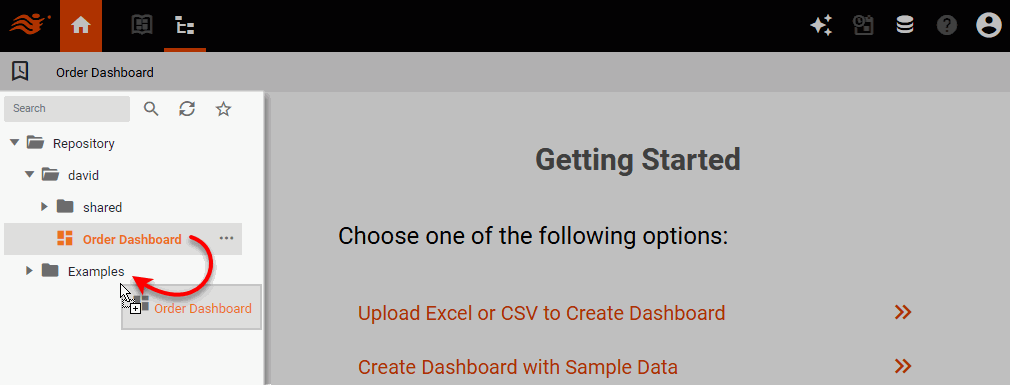 Order Dashboard
Search
Repository
david
shared
Order Dashboard
Examples
Order Dashboard
Getting Started
Choose one of the following options:
Upload Excel or CSV to Create Dashboard
Create Dashboard with Sample Data